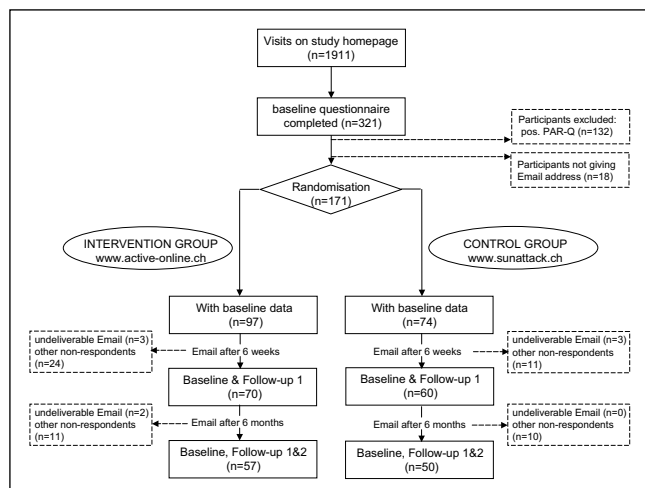 Visits on study homepage
(n=1911)
baseline questionnaire
completed (n=321)
Participants excluded:
pos. PAR-Q (n=132)
Participants not giving
Email address (n=18)
Randomisation
(n=171)
INTERVENTION GROUP
www.active-online.ch
CONTROL GROUP
www.sunattack.ch
With baseline data
(n=97)
With baseline data
(n=74)
undeliverable Email (n=3)
other non-respondents
(n=24)
Email after 6 weeks
Email after 6 weeks
undeliverable Email (n=3)
other non-respondents
(n=11)
Baseline & Follow-up 1
(n=70)
Baseline & Follow-up 1
(n=60)
undeliverable Email (n=2)
other non-respondents
(n=11)
Email after 6 months
Email after 6 months
undeliverable Email (n=0)
other non-respondents
(n=10)
Baseline, Follow-up 1&2
(n=57)
Baseline, Follow-up 1&2
(n=50)